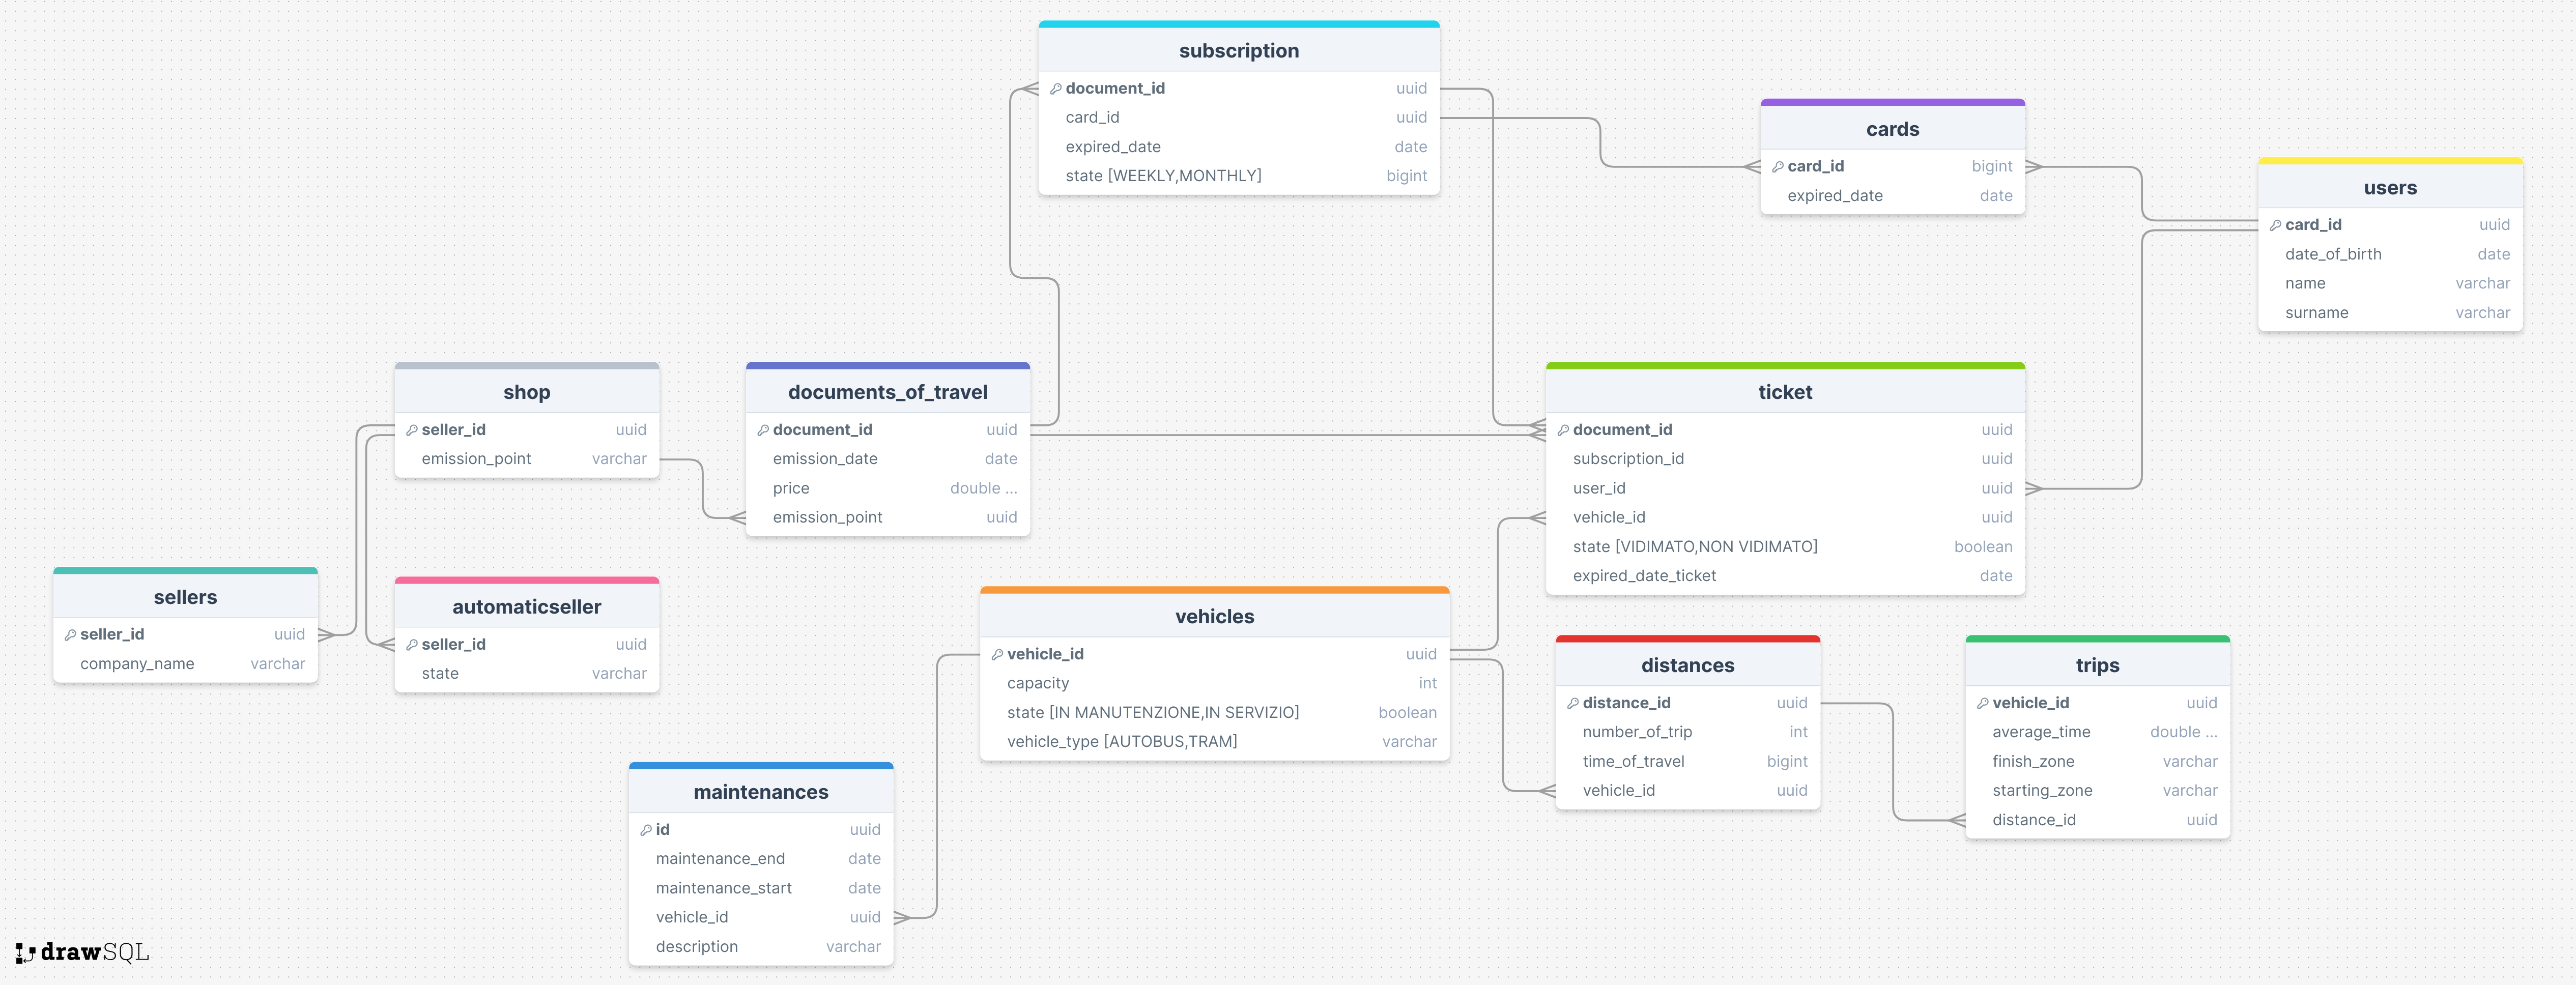 subscription
document_id uuid
card_id uuid
expired_date date
state [WEEKLY,MONTHLY] bigint
cards
card_id bigint
expired_date date
users
card_id uuid
date_of_birth date
name varchar
surname varchar
shop
seller_id uuid
emission_point varchar
documents_of_travel
document_id uuid
emission_date date
price double ...
emission_point uuid
ticket
document_id uuid
subscription_id uuid
user_id uuid
vehicle_id uuid
state [VIDIMATO,NON VIDIMATO] boolean
expired_date_ticket date
sellers
seller_id uuid
company_name varchar
automaticseller
seller_id uuid
state varchar
vehicles
vehicle_id uuid
capacity int
state [IN MANUTENZIONE,IN SERVIZIO] boolean
vehicle_type [AUTOBUS,TRAM] varchar
distances
distance_id uuid
number_of_trip int
time_of_travel bigint
vehicle_id uuid
trips
vehicle_id uuid
average_time double ...
finish_zone varchar
starting_zone varchar
distance_id uuid
maintenances
id uuid
maintenance_end date
maintenance_start date
vehicle_id uuid
description varchar
drawSQL